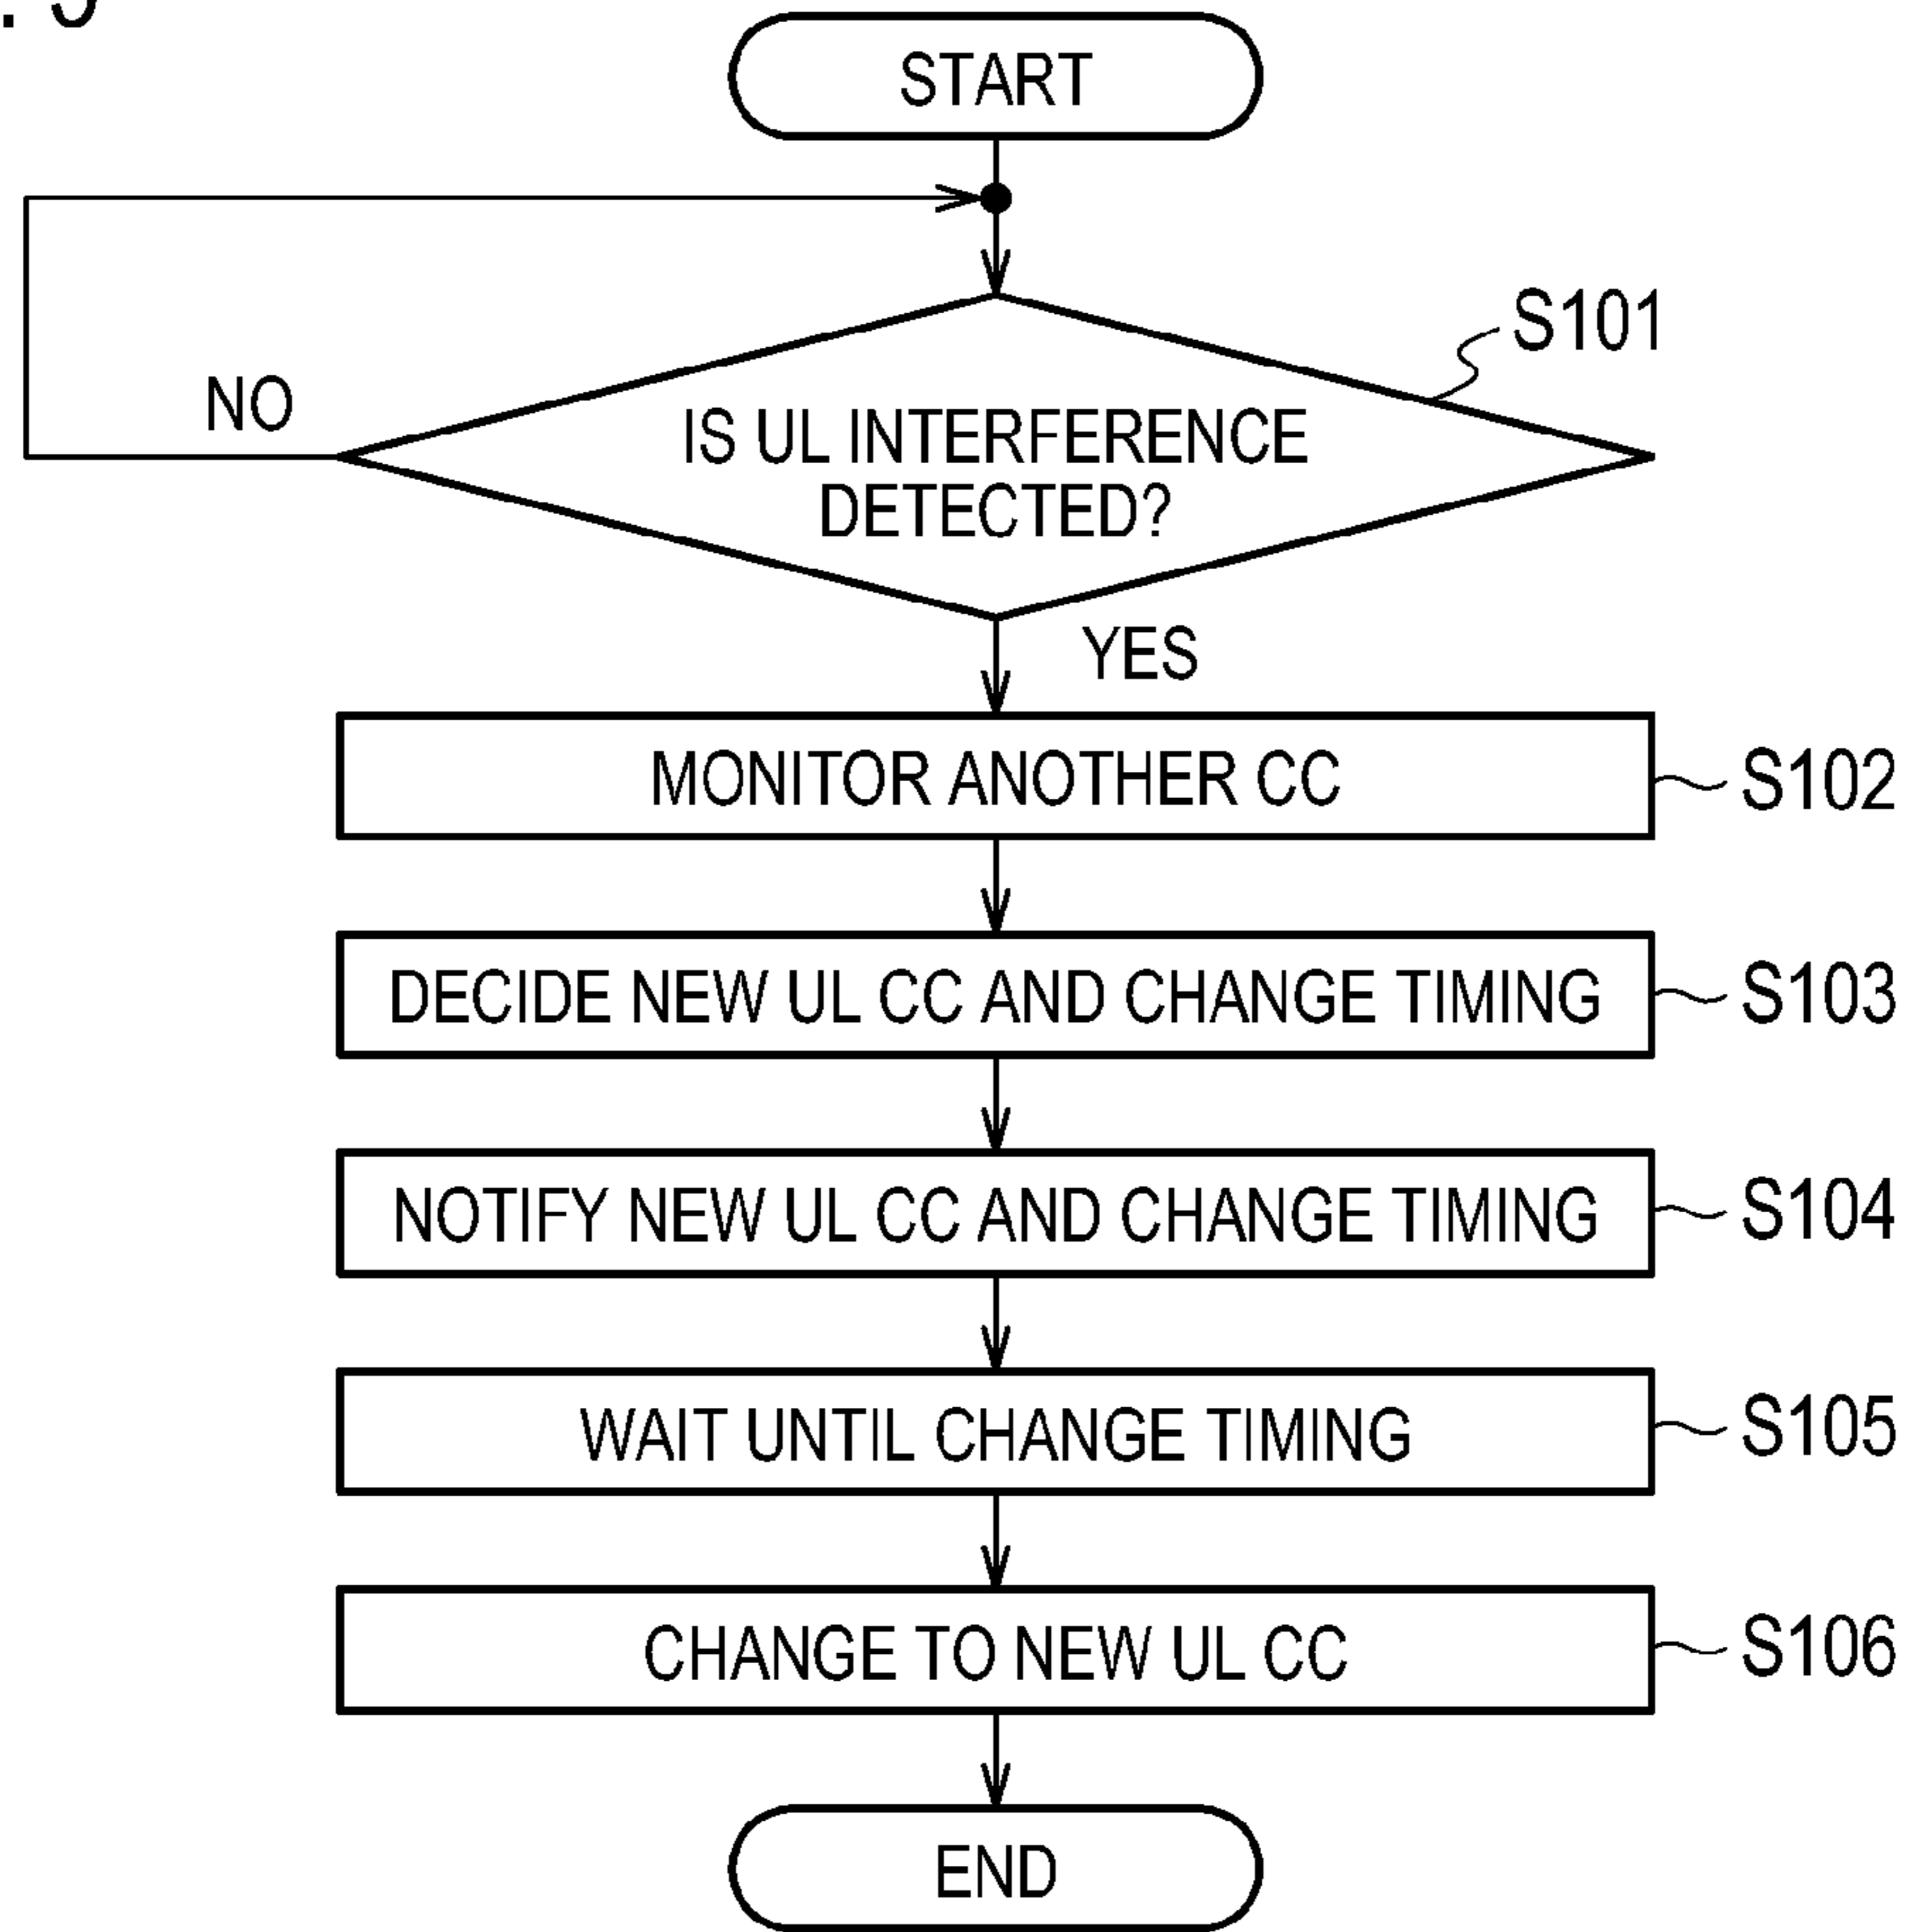 START
S101
NO
IS UL INTERFERENCE
DETECTED?
YES
MONITOR ANOTHER CC
S102
DECIDE NEW UL CC AND CHANGE TIMING
S103
NOTIFY NEW UL CC AND CHANGE TIMING
S104
WAIT UNTIL CHANGE TIMING
S105
CHANGE TO NEW UL CC
S106
END